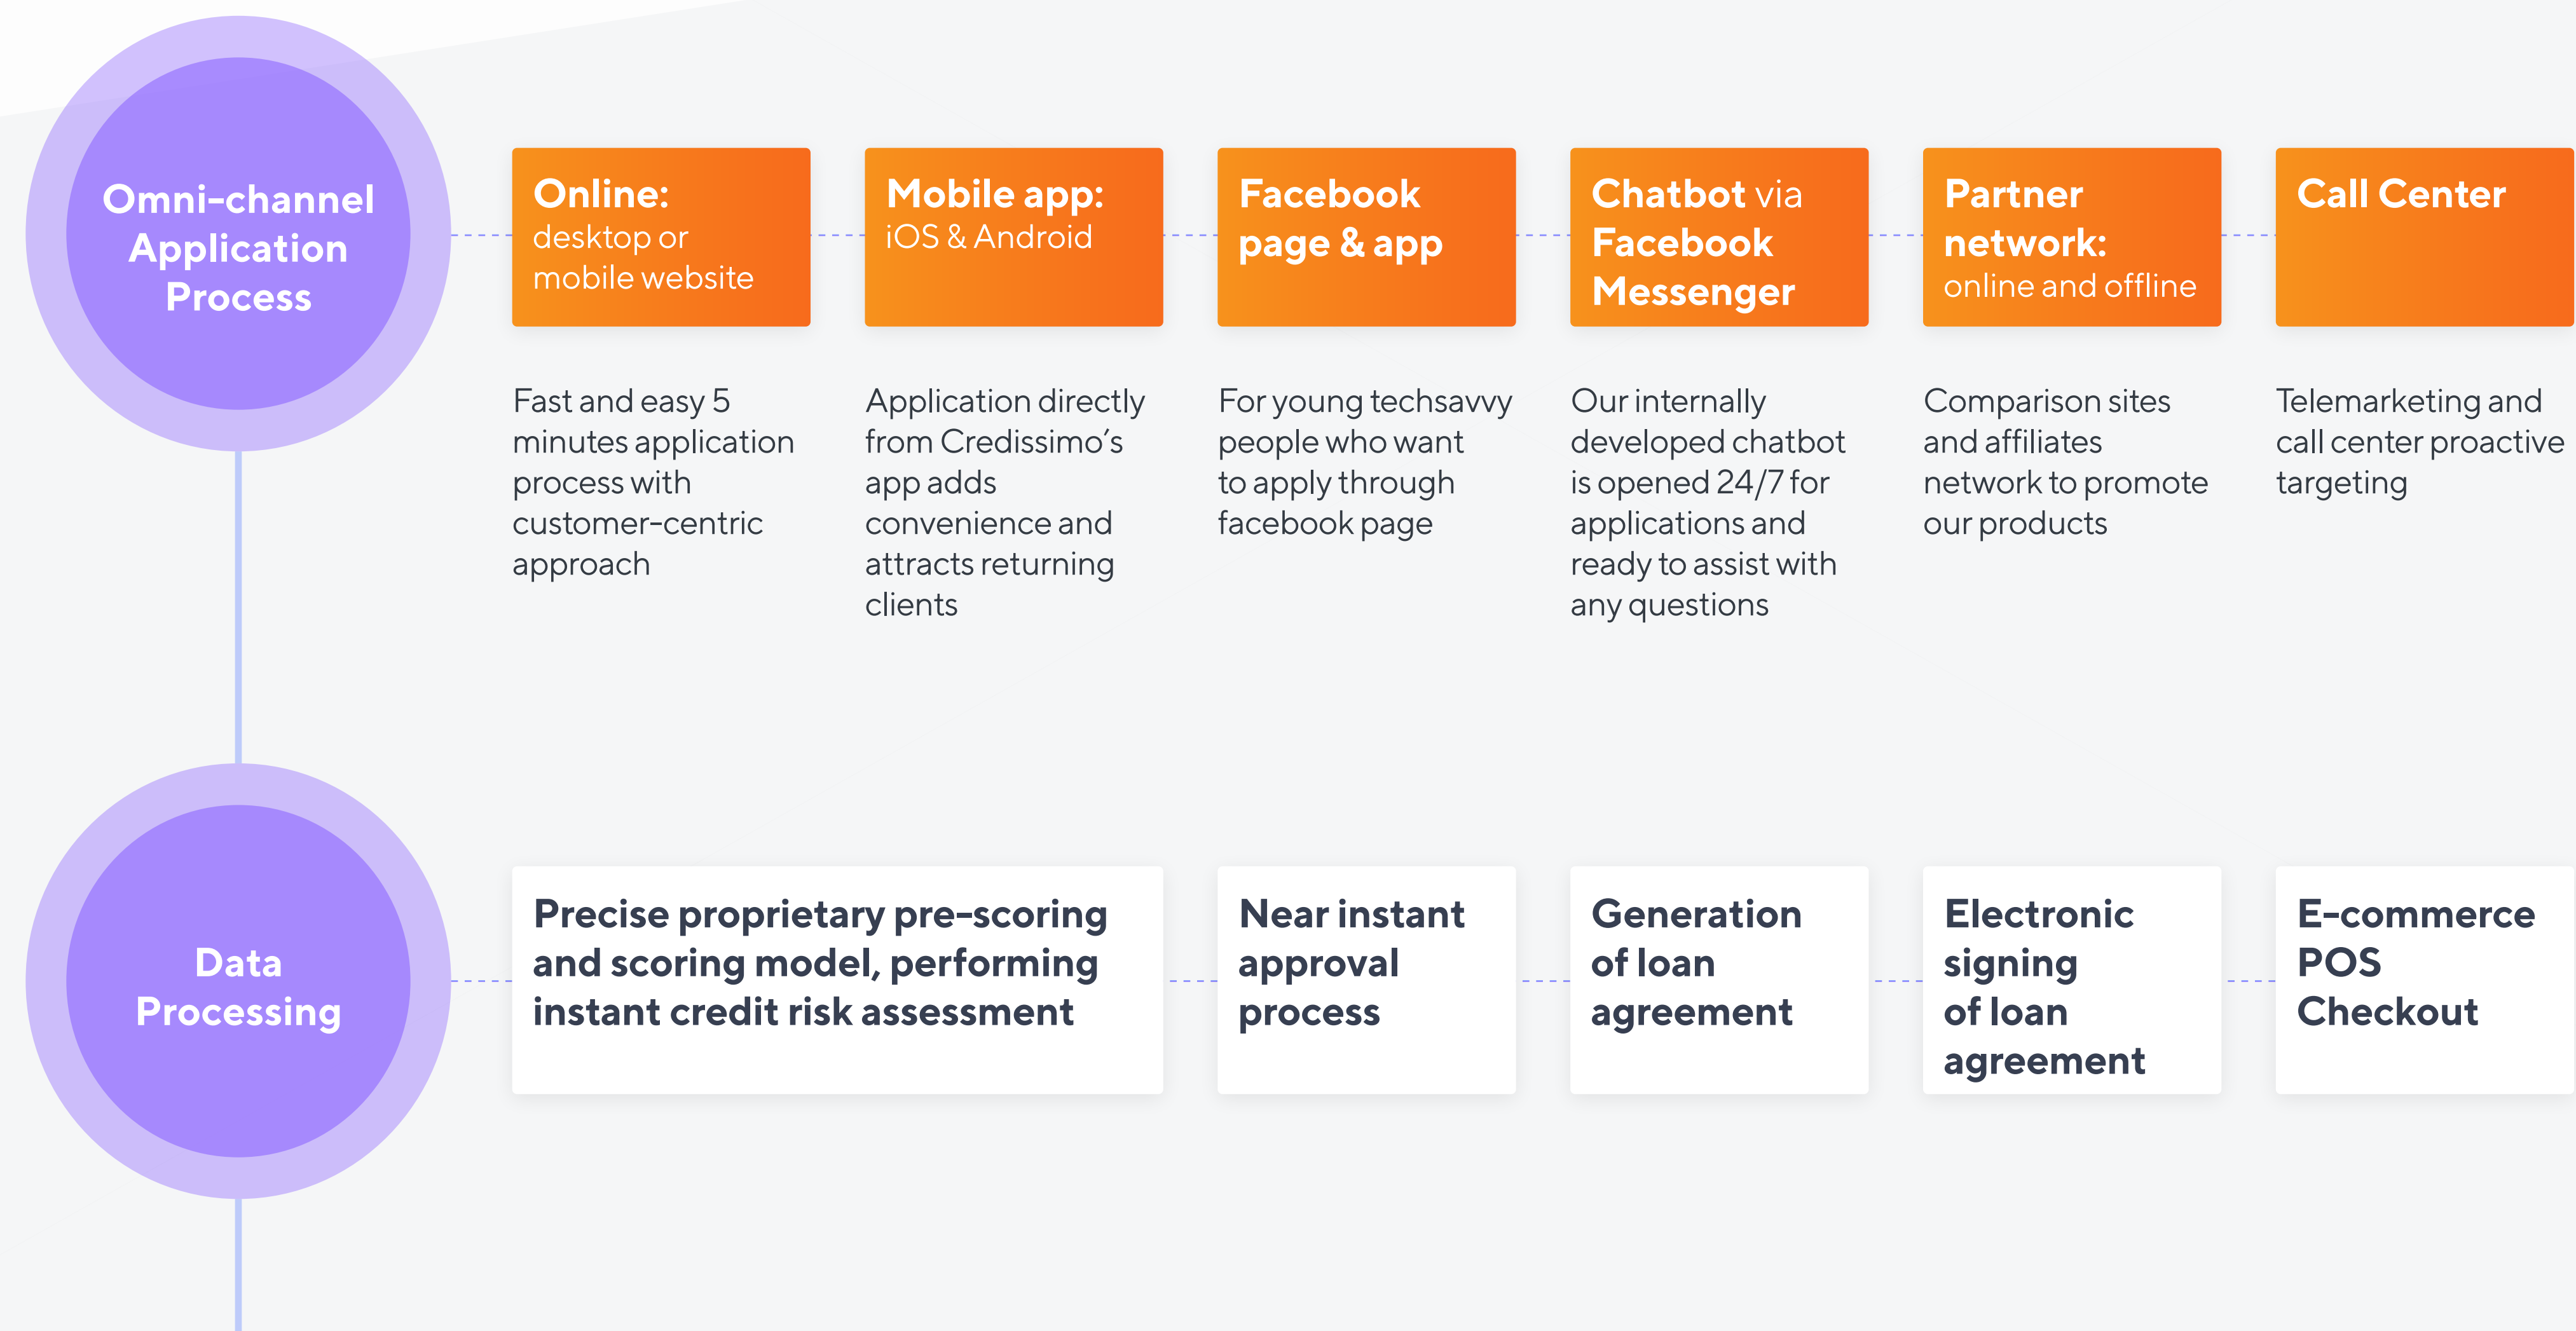 Omni-channel
Application
Process
Online:
desktop or
mobile website
Fast and easy 5
minutes application
process with
customer-centric
approach
Mobile app:
iOS & Android
Application directly
from Credissimo’s
app adds
convenience and
attracts returning
clients
Facebook
page & app
For young techsavvy
people who want
to apply through
facebook page
Chatbot via
Facebook
Messenger
Our internally
developed chatbot
is opened 24/7 for
applications and
ready to assist with
any questions
Partner
network:
online and offline
Comparison sites
and affiliates
network to promote
our products
Call Center
Telemarketing and
call center proactive
targeting
Data
Processing
Precise proprietary pre-scoring
and scoring model, performing
instant credit risk assessment
Near instant
approval
process
Generation
of loan
agreement
Electronic
signing
of loan
agreement
E-commerce
POS
Checkout